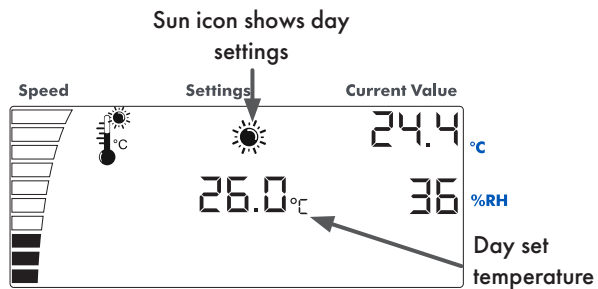 Sun icon shows day
settings
Speed Settings Current Value
°C
24.4 °C
26.0 °C 36 %RH
Day set
temperature